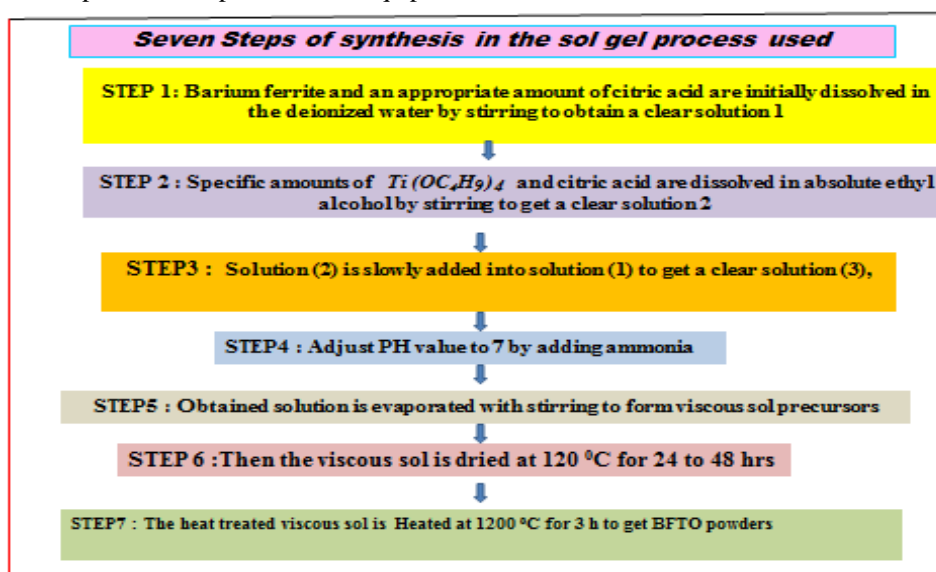 Seven Steps of synthesis in the sol gel process used
STEP 1: Barium ferrite and an appropriate amount of citric acid are initially dissolved in
the deionized water by stirring to obtain a clear solution 1
STEP 2 : Specific amounts of Ti (OC₄H₉)₄ and citric acid are dissolved in absolute ethyl
alcohol by stirring to get a clear solution 2
STEP3 : Solution (2) is slowly added into solution (1) to get a clear solution (3),
STEP4 : Adjust PH value to 7 by adding ammonia
STEP5 : Obtained solution is evaporated with stirring to form viscous sol precursors
STEP 6 :Then the viscous sol is dried at 120 ⁰C for 24 to 48 hrs
STEP7 : The heat treated viscous sol is Heated at 1200 ⁰C for 3 h to get BFTO powders